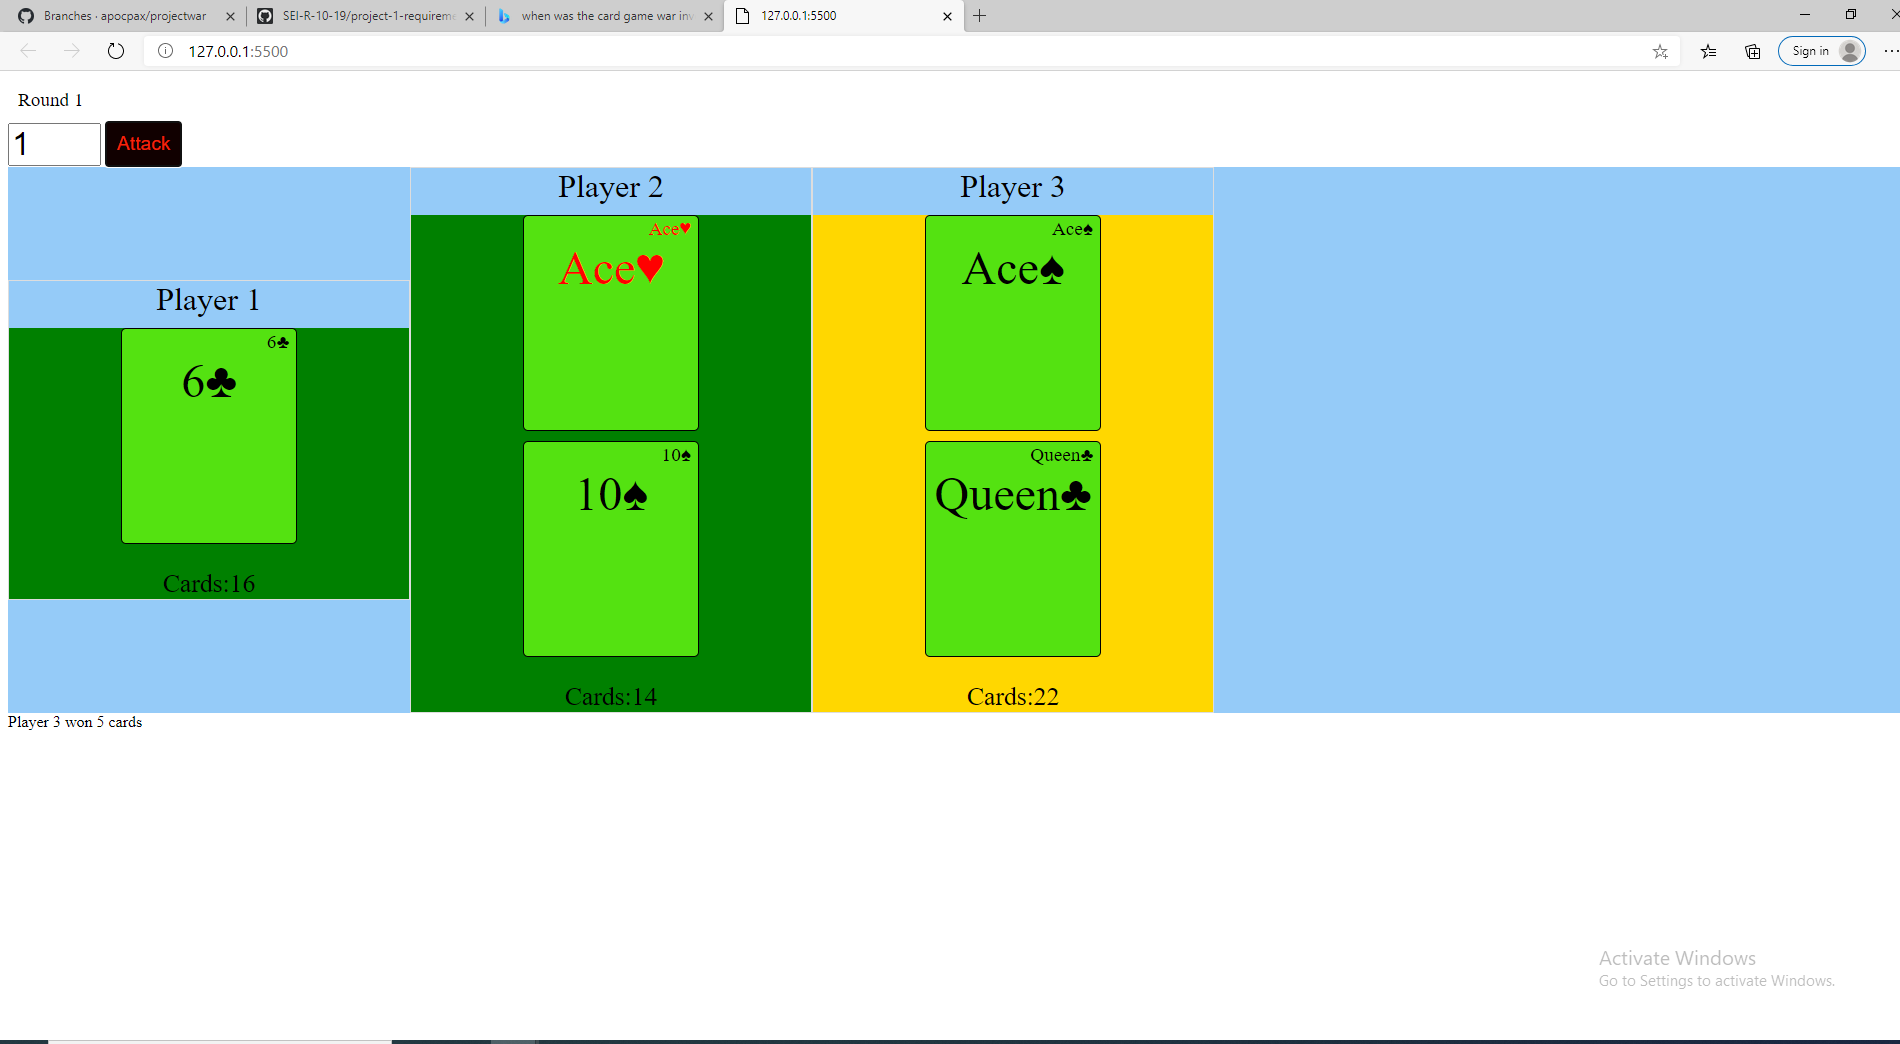 Branches · apocpax/projectwar
SEI-R-10-19/project-1-requireme
when was the card game war inv
127.0.0.1:5500
127.0.0.1:5500
Sign in
Round 1
1
Attack
Player 1
6♣
6♣
Cards:16
Player 2
Ace♥
Ace♥
10♠
10♠
Cards:14
Player 3
Ace♠
Ace♠
Queen♣
Queen♣
Cards:22
Player 3 won 5 cards
Activate Windows
Go to Settings to activate Windows.